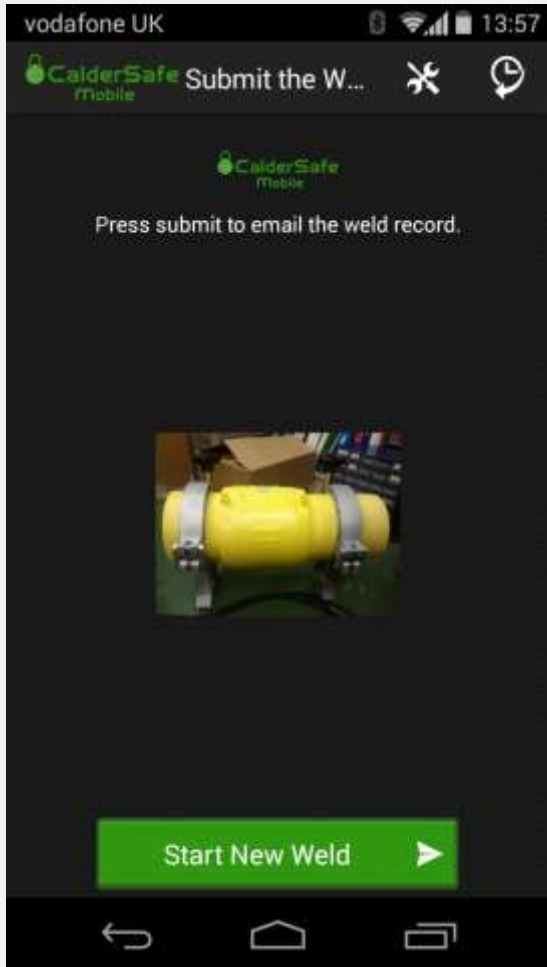 vodafone UK 13:57
CalderSafe Mobile Submit the W...
CalderSafe
Mobile
Press submit to email the weld record.
Start New Weld